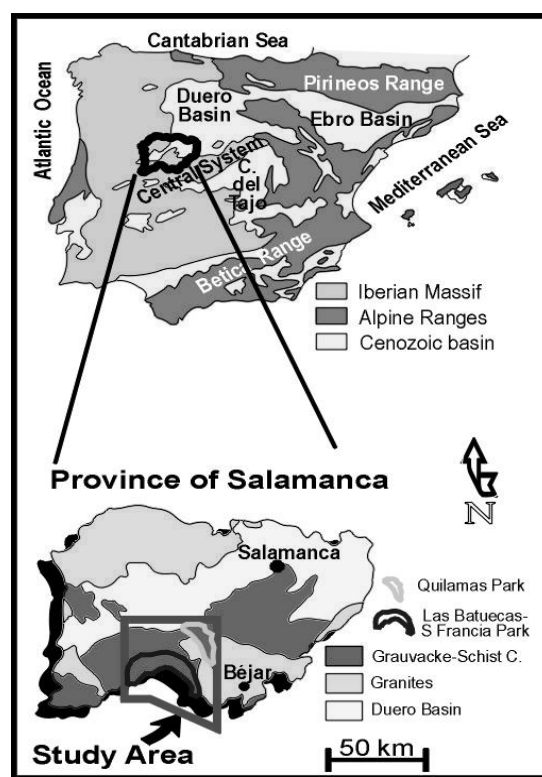 Cantabrian Sea
Atlantic Ocean
Pirineos Range
Duero
Basin
Ebro Basin
Central System
C.
del
Tajo
Mediterranean Sea
Betica Range
Iberian Massif
Alpine Ranges
Cenozoic basin
Province of Salamanca
N
Salamanca
Quilamas Park
Las Batuecas-
S Francia Park
Béjar
Grauvacke-Schist C.
Granites
Duero Basin
Study Area
50 km